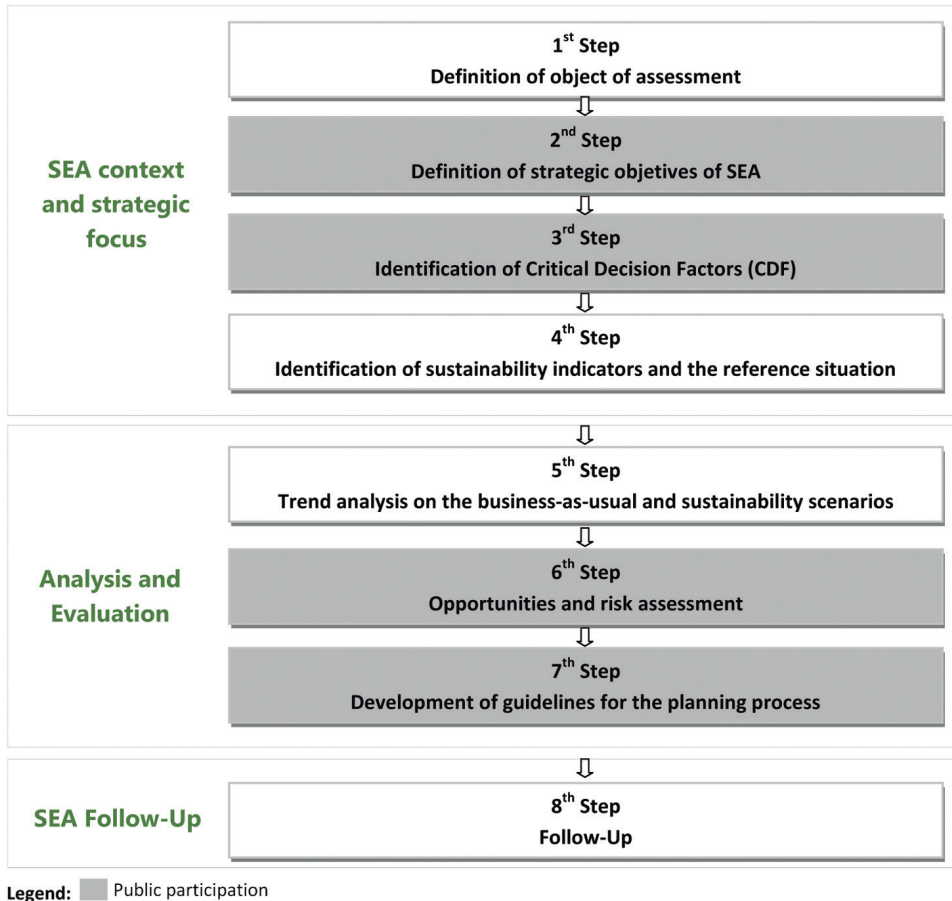 SEA context
and strategic
focus
1st Step
Definition of object of assessment
2nd Step
Definition of strategic objetives of SEA
3rd Step
Identification of Critical Decision Factors (CDF)
4th Step
Identification of sustainability indicators and the reference situation
Analysis and
Evaluation
5th Step
Trend analysis on the business-as-usual and sustainability scenarios
6th Step
Opportunities and risk assessment
7th Step
Development of guidelines for the planning process
SEA Follow-Up
8th Step
Follow-Up
Legend: Public participation